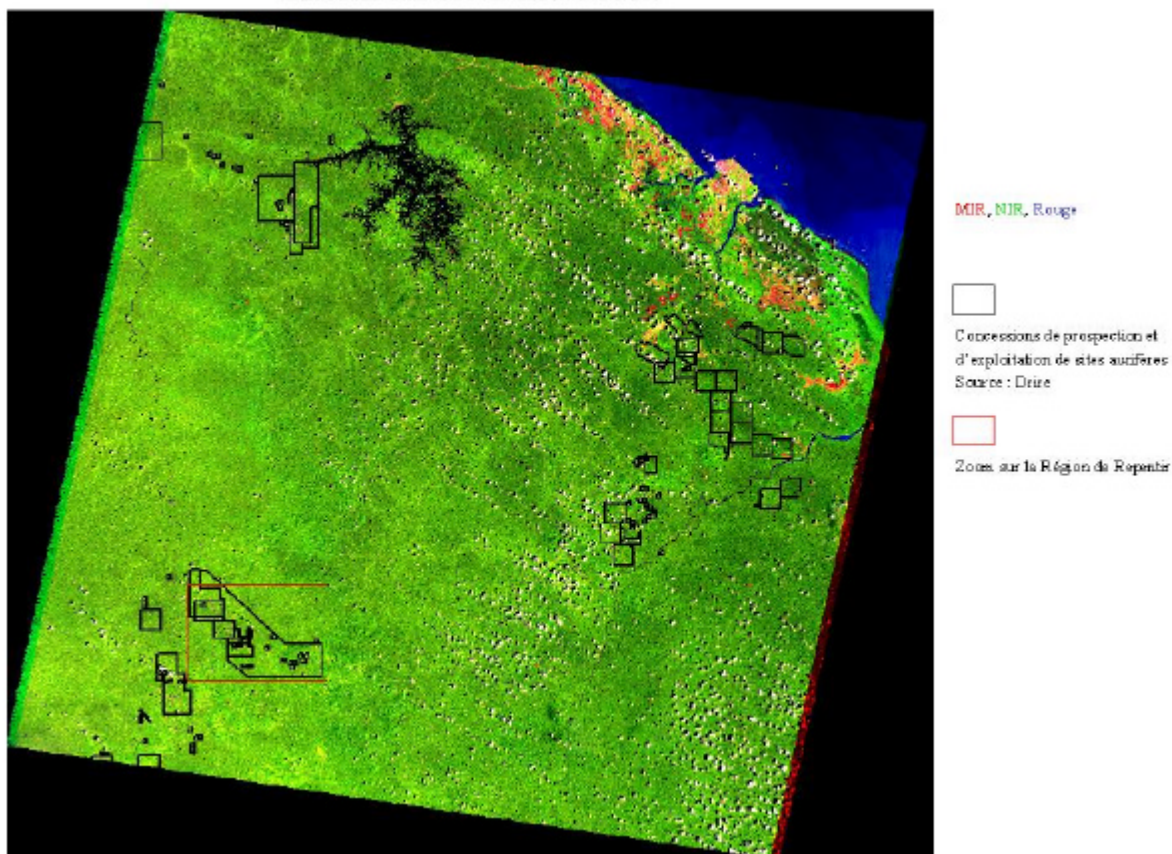 MIR, NIR, Rouge
Concessions de prospection et
d'exploitation de sites aurifères
Source : Drire
Zoom sur la Région de Repentir